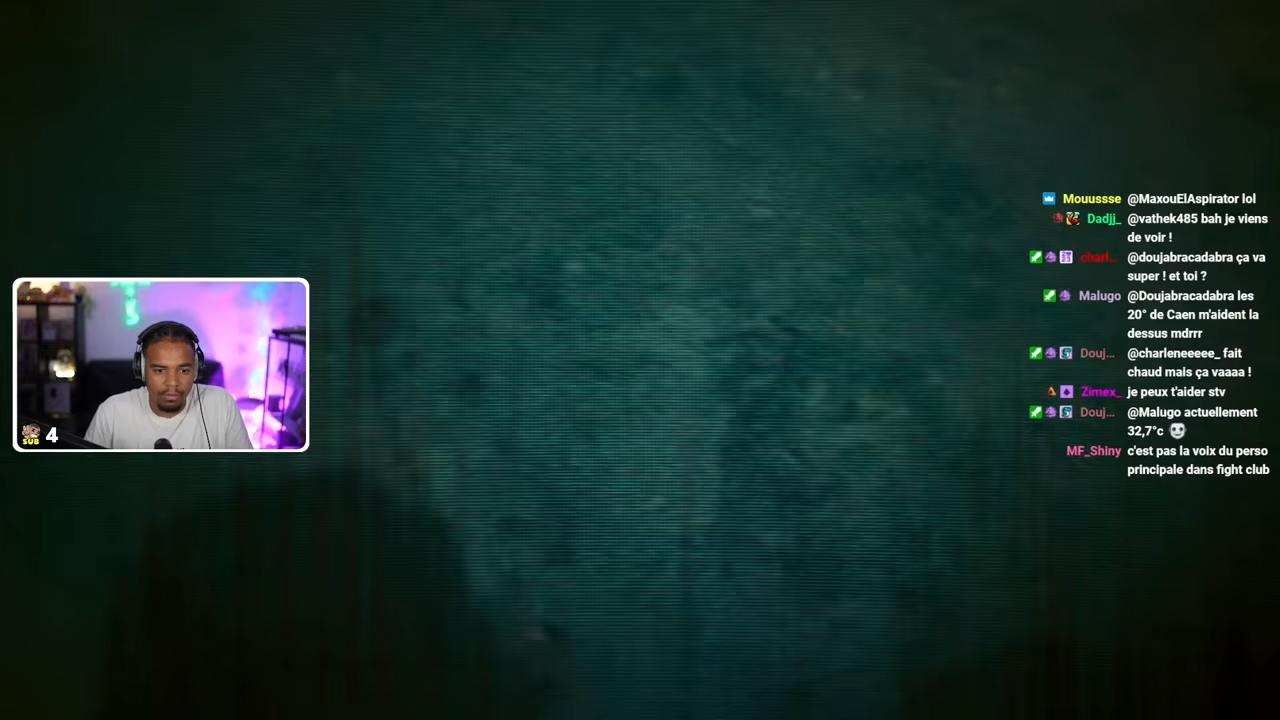 Mouussse @MaxouElAspirator lol
Dadjj_ @vathek485 bah je viens
de voir !
charl... @doujabracadabra ça va
super ! et toi ?
Malugo @Doujabracadabra les
20° de Caen m'aident la
dessus mdrrr
Douj... @charleneeeee_ fait
chaud mais ça vaaaa !
Zimex_ je peux t'aider stv
Douj... @Malugo actuellement
32,7°c
MF_Shiny c'est pas la voix du perso
principale dans fight club
SUB 4